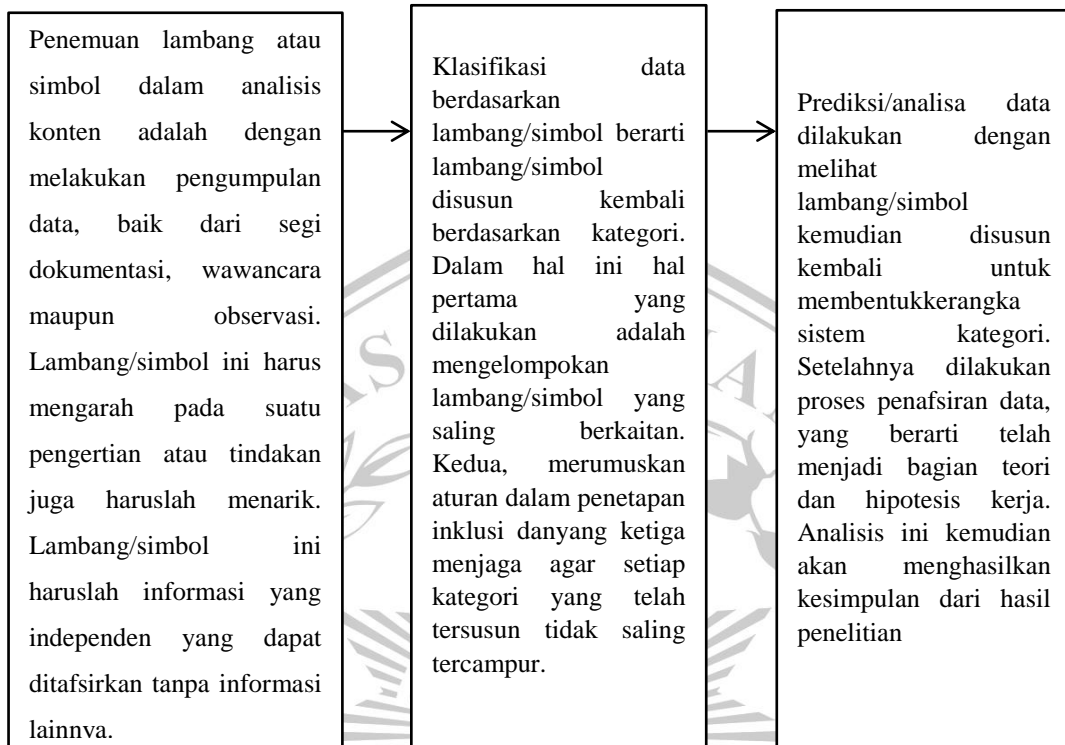 Penemuan lambang atau
simbol dalam analisis
konten adalah dengan
melakukan pengumpulan
data, baik dari segi
dokumentasi, wawancara
maupun observasi.
Lambang/simbol ini harus
mengarah pada suatu
pengertian atau tindakan
juga haruslah menarik.
Lambang/simbol ini
haruslah informasi yang
independen yang dapat
ditafsirkan tanpa informasi
lainnya.
Klasifikasi data
berdasarkan
lambang/simbol berarti
lambang/simbol
disusun kembali
berdasarkan kategori.
Dalam hal ini hal
pertama yang
dilakukan adalah
mengelompokan
lambang/simbol yang
saling berkaitan.
Kedua, merumuskan
aturan dalam penetapan
inklusi danyang ketiga
menjaga agar setiap
kategori yang telah
tersusun tidak saling
tercampur.
Prediksi/analisa data
dilakukan dengan
melihat
lambang/simbol
kemudian disusun
kembali untuk
membentukkerangka
sistem kategori.
Setelahnya dilakukan
proses penafsiran data,
yang berarti telah
menjadi bagian teori
dan hipotesis kerja.
Analisis ini kemudian
akan menghasilkan
kesimpulan dari hasil
penelitian